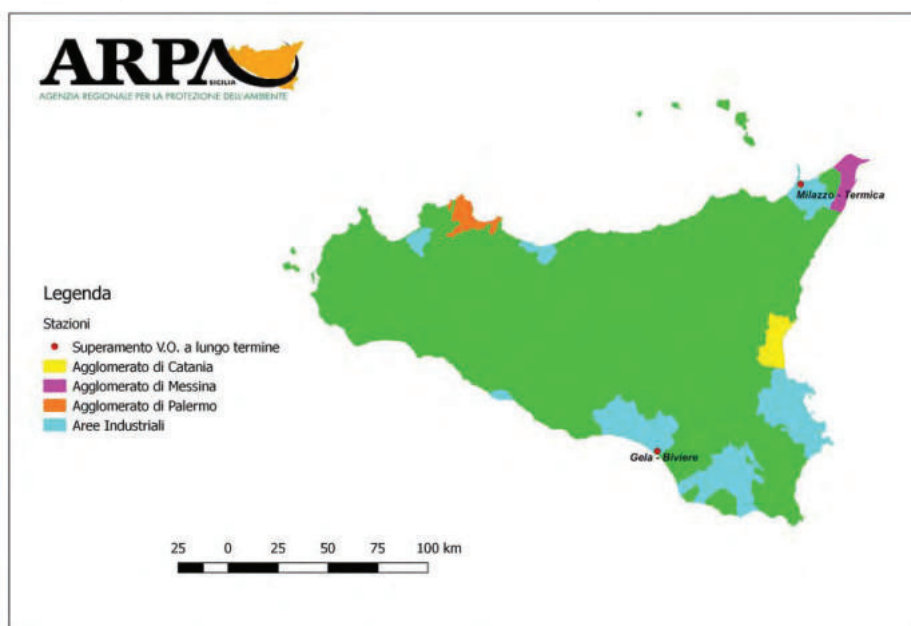 ARPA
SICILIA
AGENZIA REGIONALE PER LA PROTEZIONE DELL'AMBIENTE
Milazzo - Termica
Legenda
Stazioni
Superamento V.O. a lungo termine
Agglomerato di Catania
Agglomerato di Messina
Agglomerato di Palermo
Aree Industriali
Gela - Biviere
25 0 25 50 75 100 km